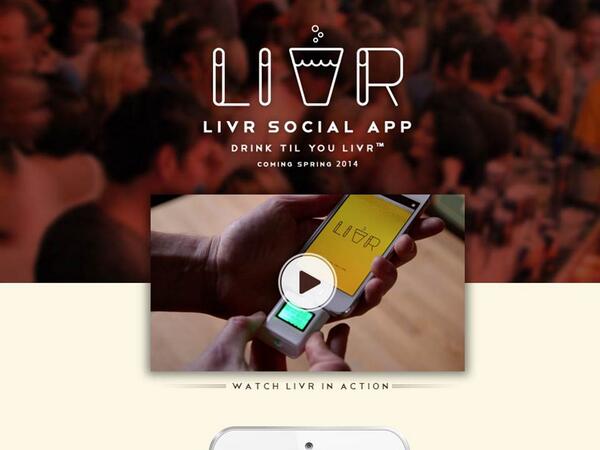 LIVR
LIVR SOCIAL APP
DRINK TIL YOU LIVR™
COMING SPRING 2014
LIVR
WATCH LIVR IN ACTION